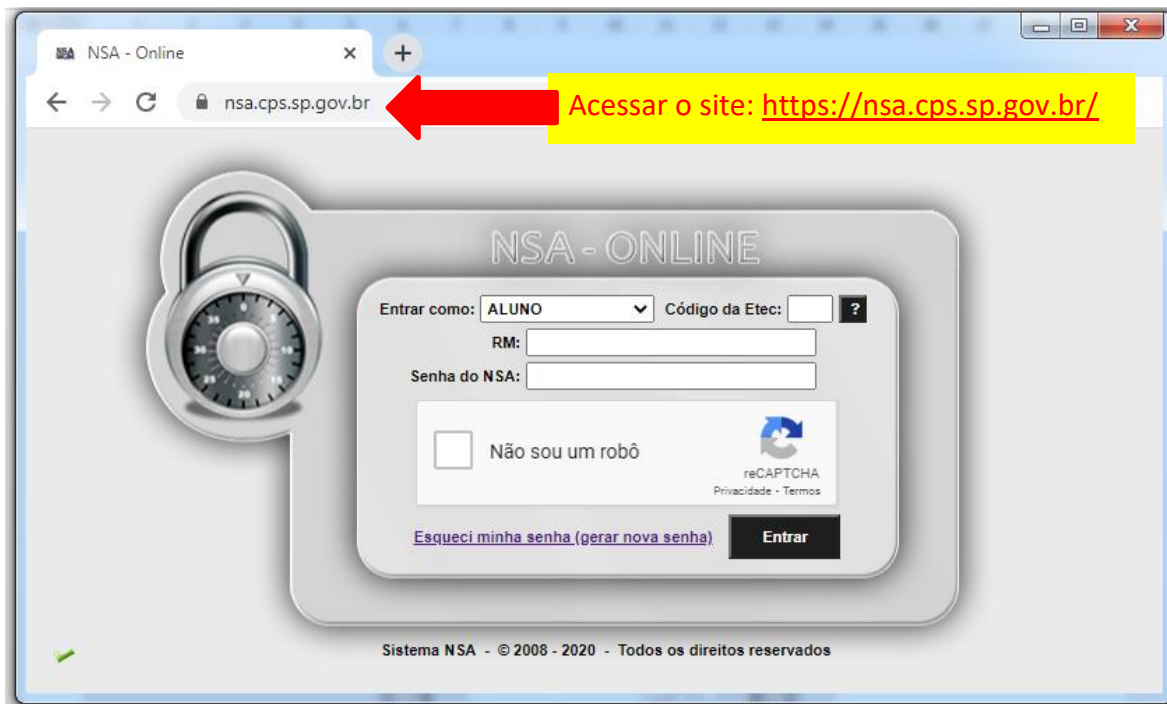 NSA NSA - Online
nsa.cps.sp.gov.br
Acessar o site: https://nsa.cps.sp.gov.br/
NSA - ONLINE
Entrar como: ALUNO Código da Etec: ?
RM:
Senha do NSA:
Não sou um robô
reCAPTCHA
Privacidade - Termos
Esqueci minha senha (gerar nova senha) Entrar
Sistema NSA - © 2008 - 2020 - Todos os direitos reservados